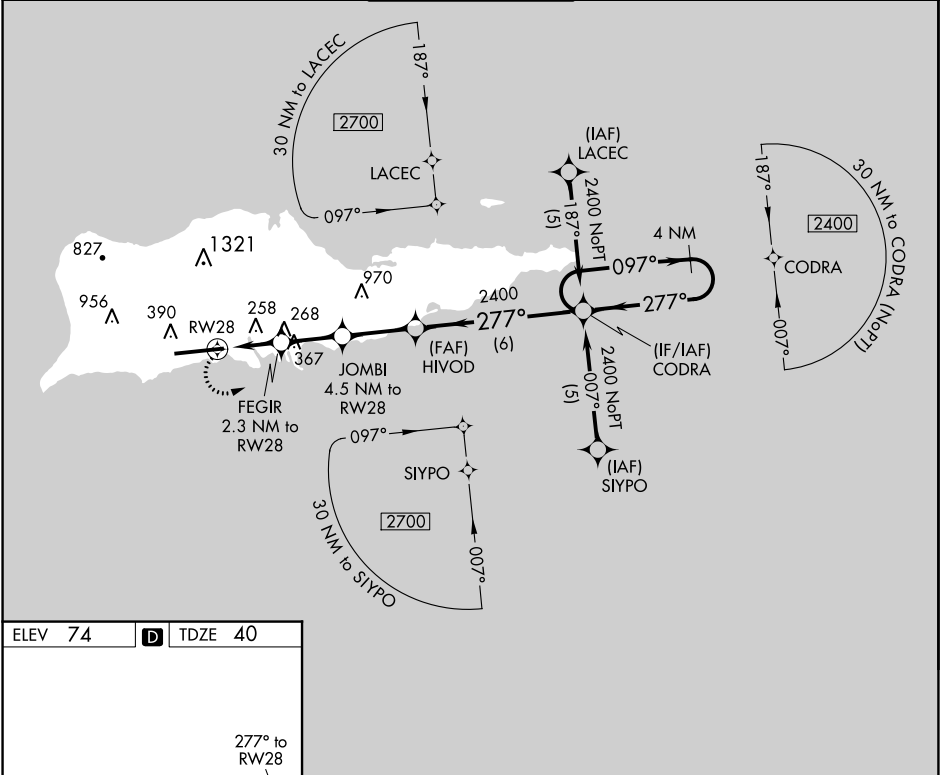 30 NM to LACEC
187°
2700
LACEC
097°
(IAF)
LACEC
2400 NoPT
187°
(5)
4 NM
097°
277°
187°
30 NM to CODRA (NoPT)
2400
CODRA
007°
827
1321
956
390
RW28
258
268
367
970
2400
277°
(6)
(FAF)
HIVOD
JOMBI
4.5 NM to
RW28
FEGIR
2.3 NM to
RW28
(IF/IAF)
CODRA
2400 NoPT
007°
(5)
(IAF)
SIYPO
097°
SIYPO
2700
30 NM to SIYPO
007°
ELEV 74 D TDZE 40
277° to
RW28